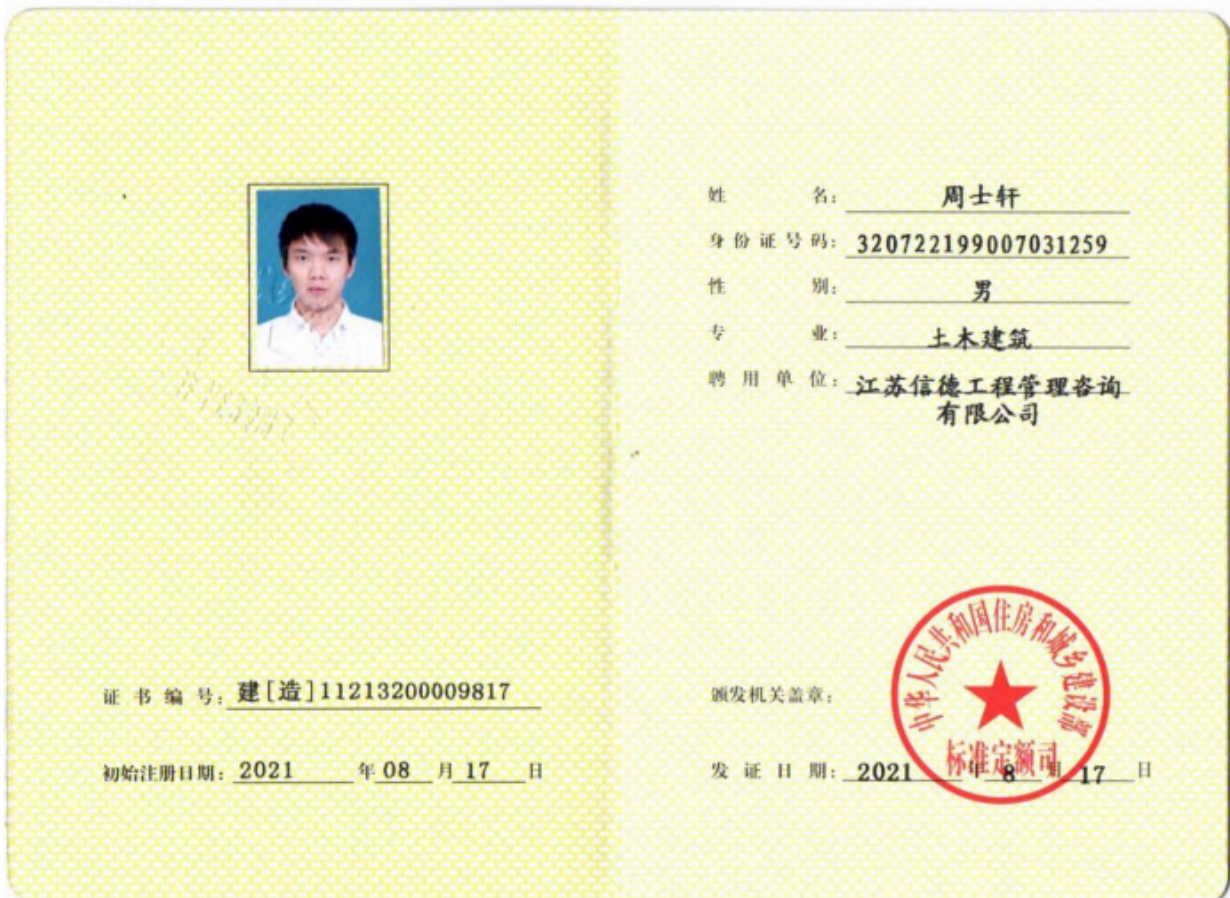 姓名：周士轩
身份证号码：320722199007031259
性别：男
专业：土木建筑
聘用单位：江苏信德工程管理咨询
有限公司
证书编号：建[造]11213200009817
初始注册日期：2021 年 08 月 17 日
颁发机关盖章：
中华人民共和国住房和城乡建设部
标准定额司
发证日期：2021 年 8 月 17 日